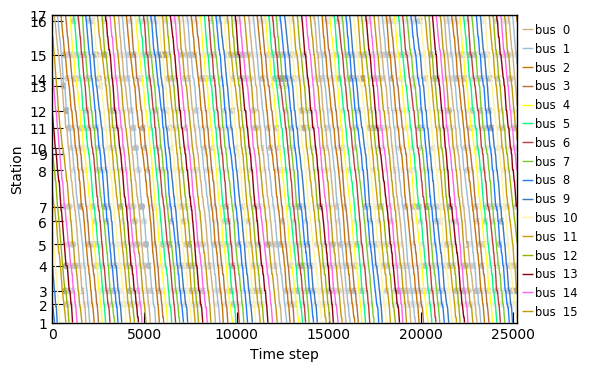 17
16
15
14
13
12
11
10
9
8
7
6
5
4
3
2
1
Station
0 5000 10000 15000 20000 25000
Time step
bus 0
bus 1
bus 2
bus 3
bus 4
bus 5
bus 6
bus 7
bus 8
bus 9
bus 10
bus 11
bus 12
bus 13
bus 14
bus 15